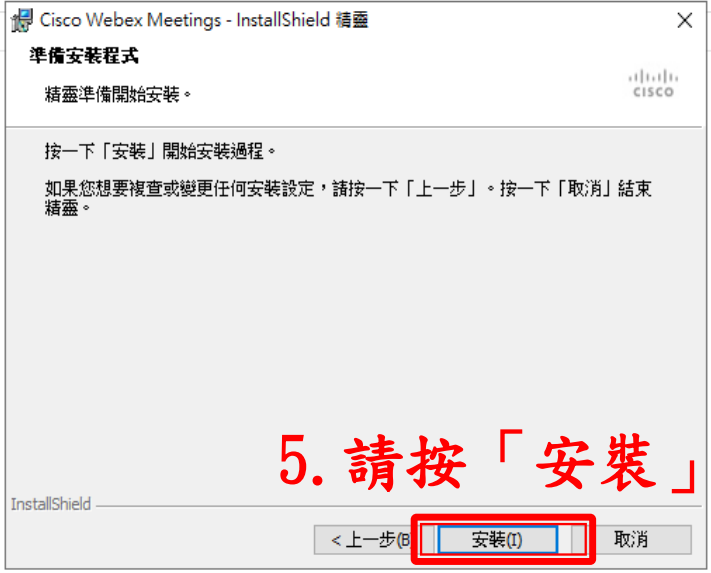 Cisco Webex Meetings - InstallShield 精靈
準備安裝程式
精靈準備開始安裝。
CISCO
按一下「安裝」開始安裝過程。
如果您想要複查或變更任何安裝設定，請按一下「上一步」。按一下「取消」結束
精靈。
5.請按「安裝」
InstallShield
< 上一步(B
安裝(I)
取消